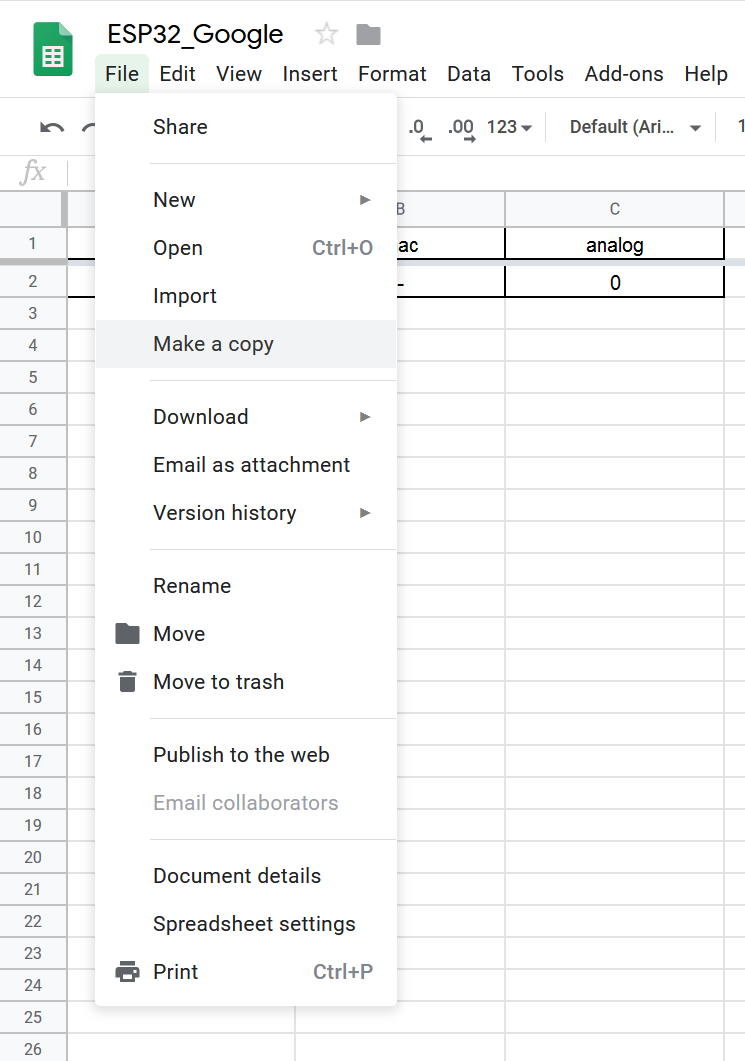 ESP32_Google
File Edit View Insert Format Data Tools Add-ons Help
.0 .00 123 Default (Ari...
fx
Share
New
Open Ctrl+O
Import
Make a copy
Download
Email as attachment
Version history
Rename
Move
Move to trash
Publish to the web
Email collaborators
Document details
Spreadsheet settings
Print Ctrl+P
B C
1 ac analog
2 - 0
3
4
5
6
7
8
9
10
11
12
13
14
15
16
17
18
19
20
21
22
23
24
25
26